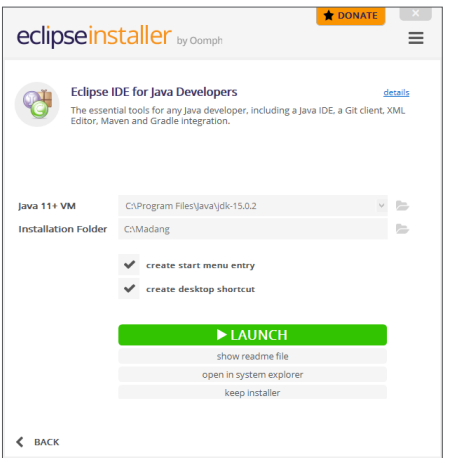 ★ DONATE
eclipseinstaller by Oomph
Eclipse IDE for Java Developers details
The essential tools for any Java developer, including a Java IDE, a Git client, XML
Editor, Maven and Gradle integration.
Java 11+ VM C:\Program Files\Java\jdk-15.0.2
Installation Folder C:\Madang
create start menu entry
create desktop shortcut
LAUNCH
show readme file
open in system explorer
keep installer
BACK